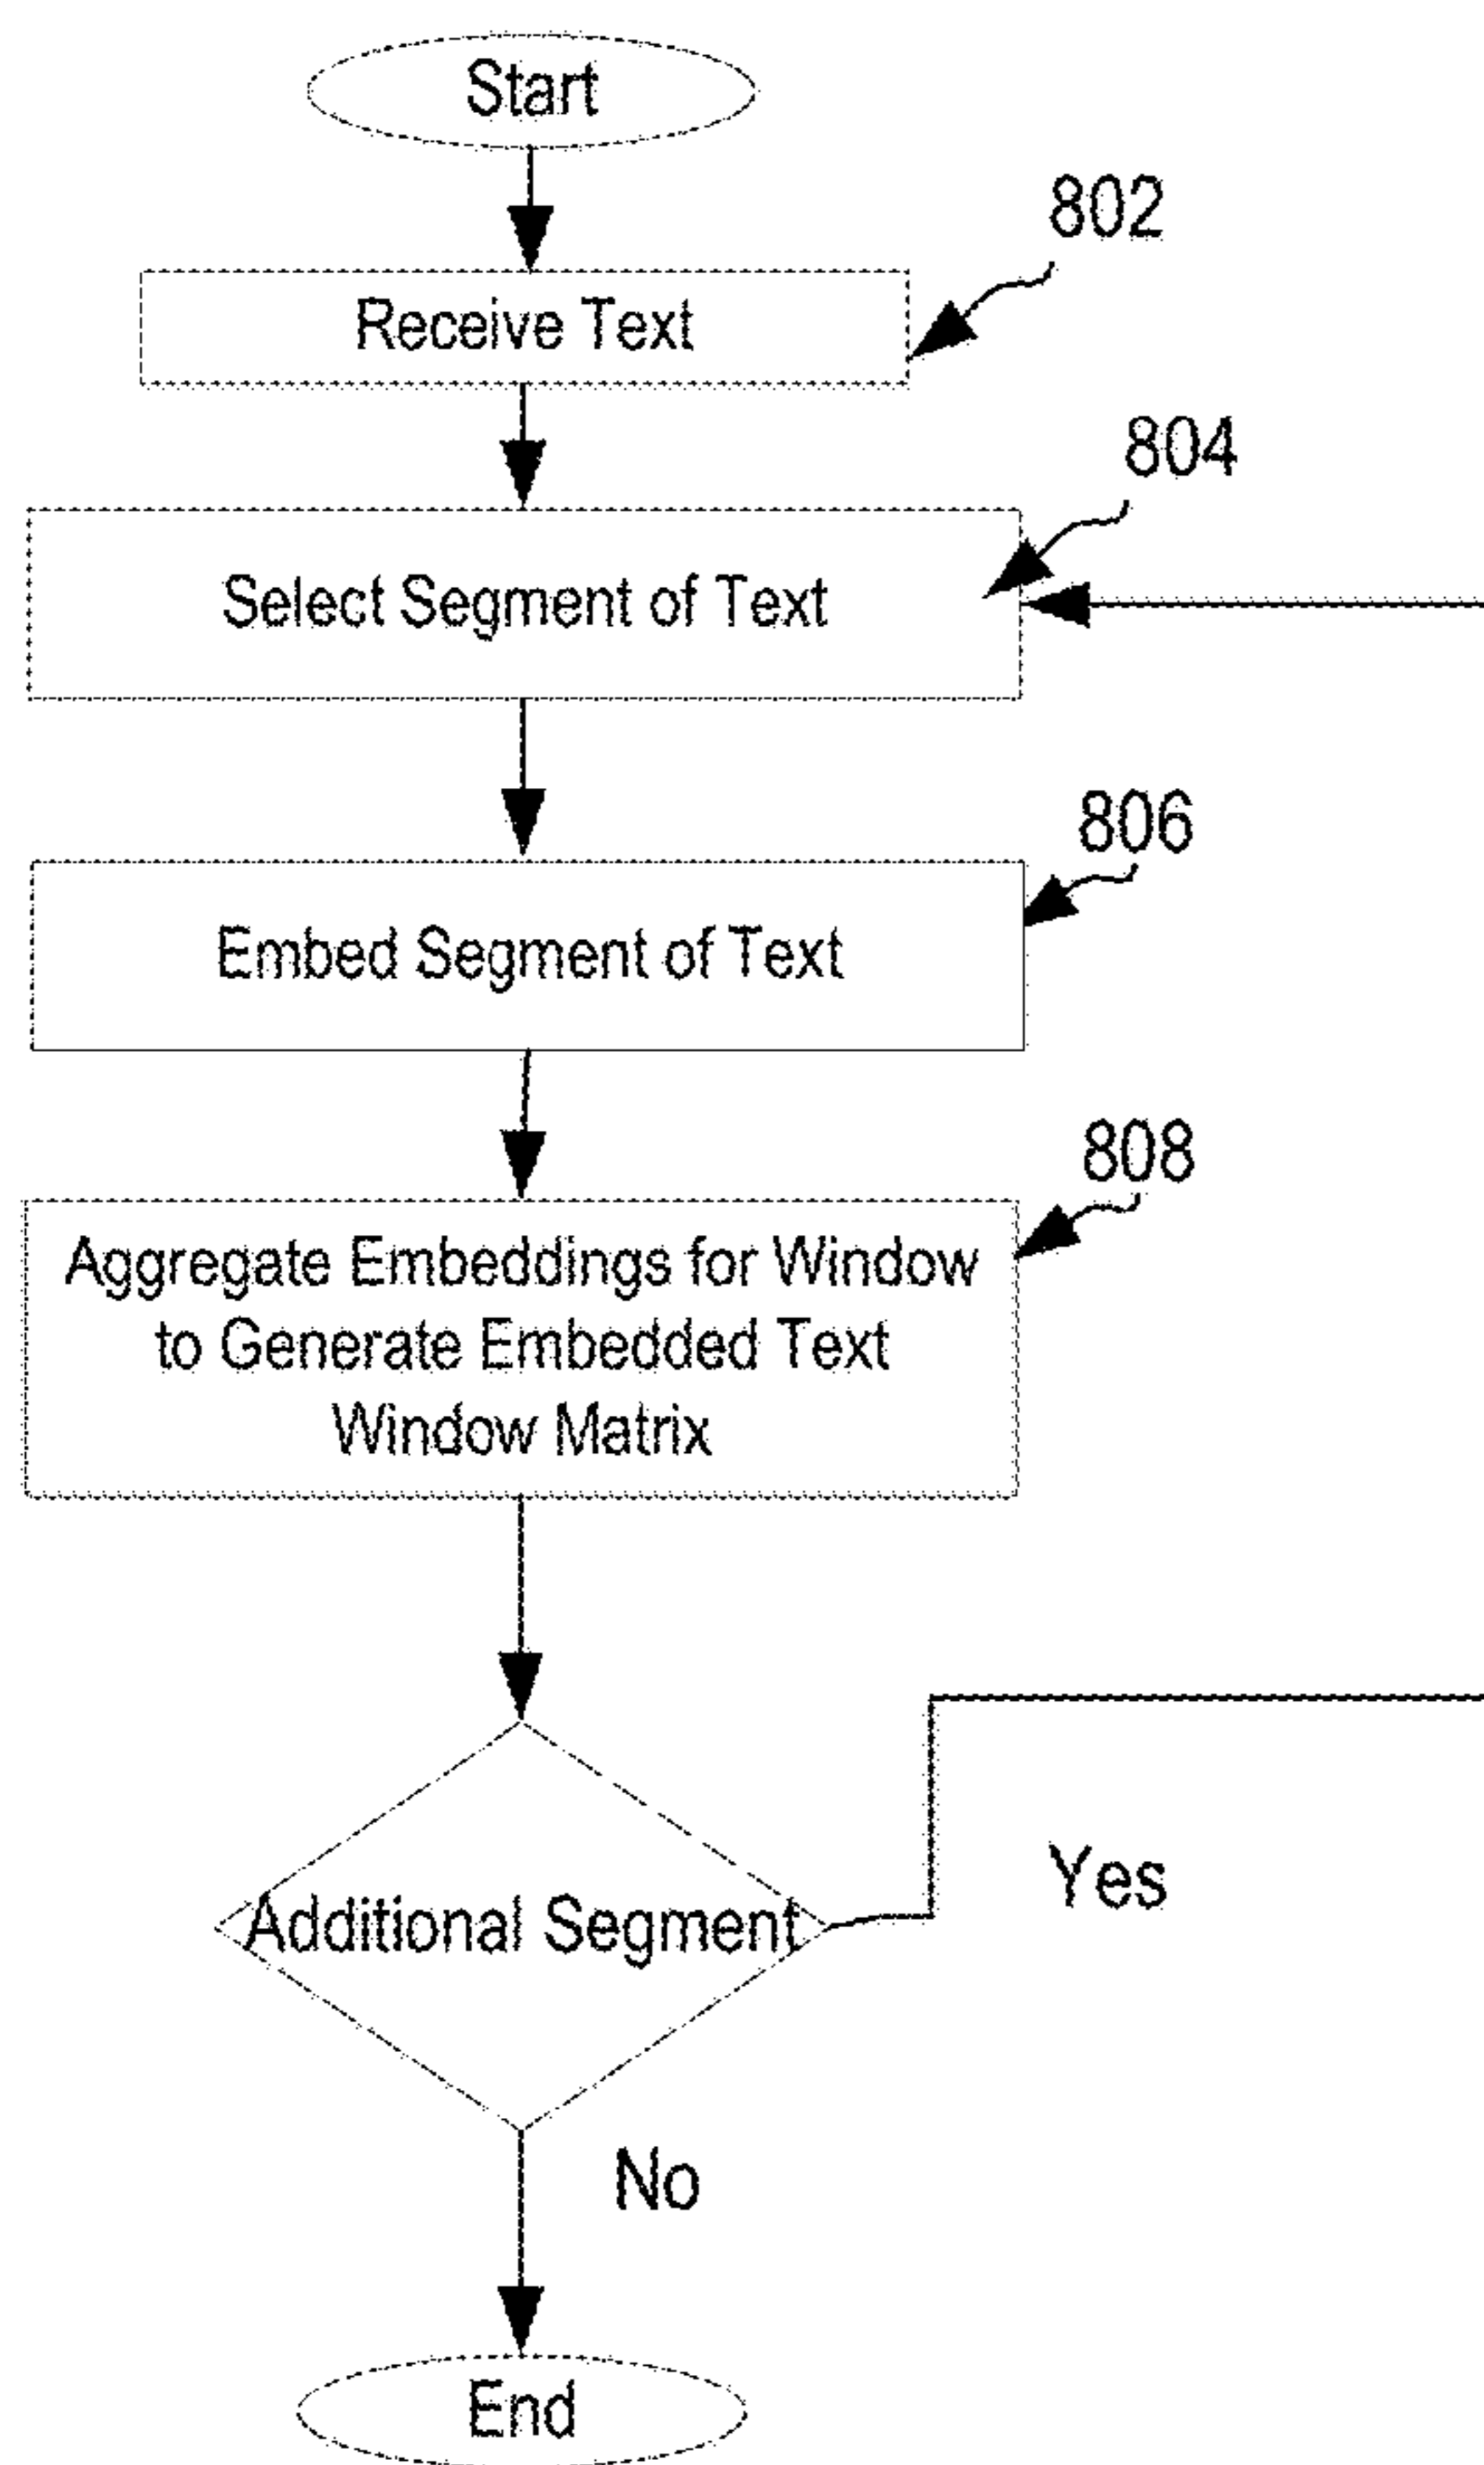 Start
802
Receive Text
804
Select Segment of Text
806
Embed Segment of Text
808
Aggregate Embeddings for Window
to Generate Embedded Text
Window Matrix
Additional Segment
Yes
No
End